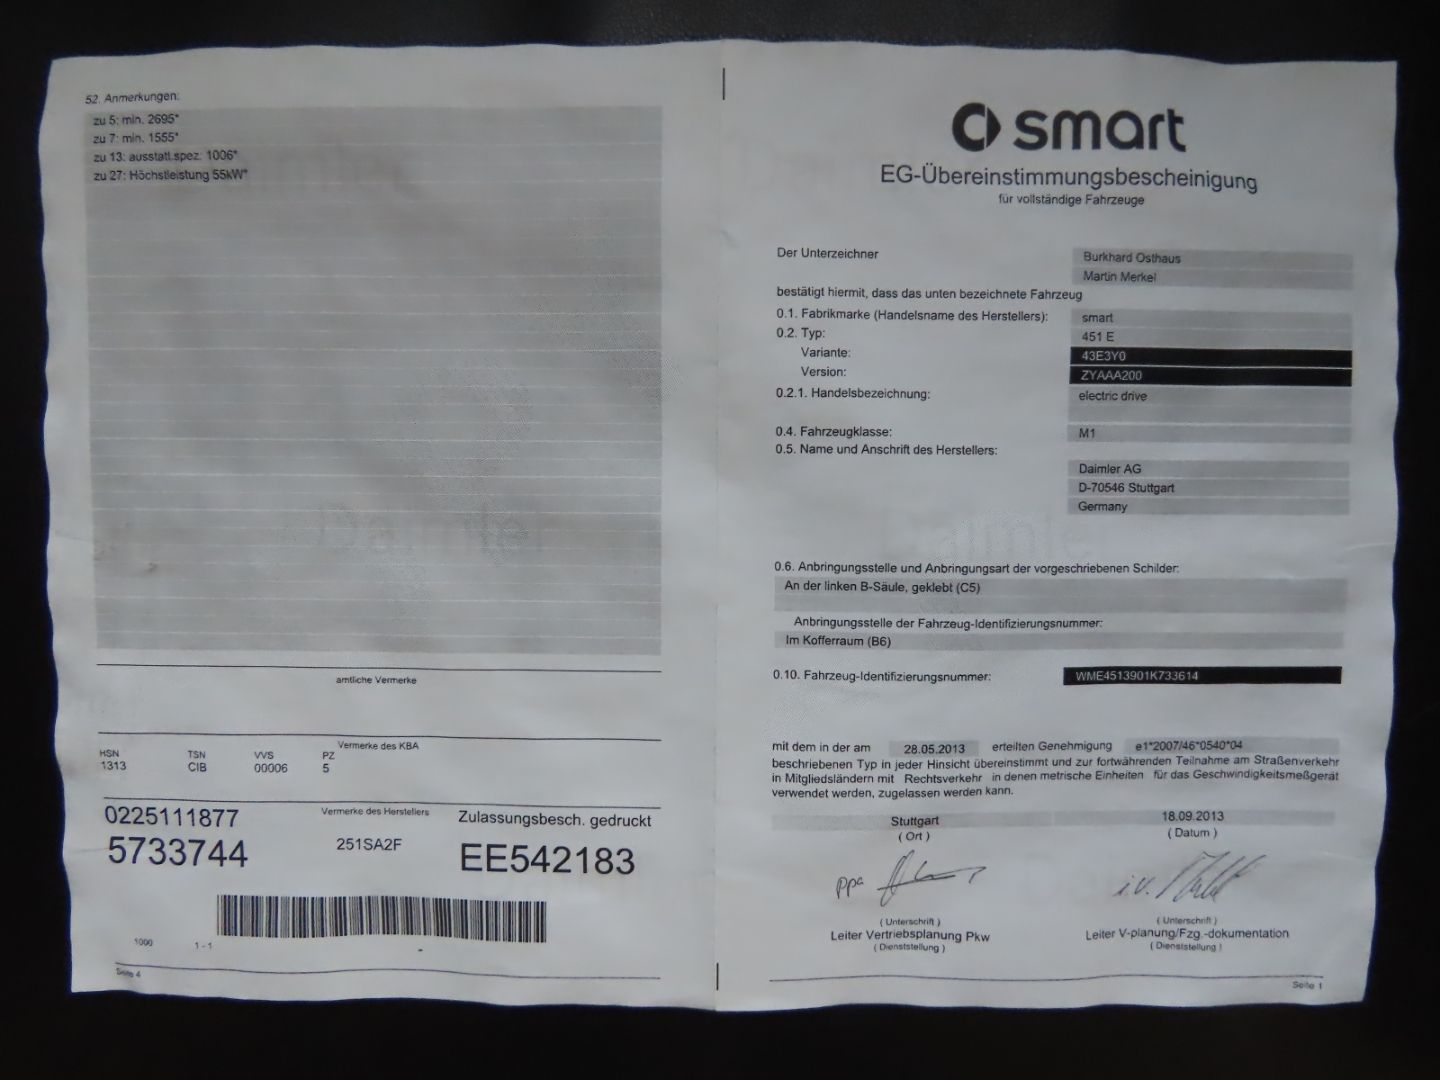 52. Anmerkungen:
zu 5: min. 2695*
zu 7: min. 1555*
zu 13: ausstatt.spez: 1006*
zu 27: Höchstleistung 55kW*
Daimler
amtliche Vermerke
Vermerke des KBA
HSN TSN VVS PZ
1313 CIB 00006 5
Vermerke des Herstellers
0225111877 Zulassungsbesch. gedruckt
5733744 251SA2F EE542183
1000 1 - 1
Seite 4
smart
EG-Übereinstimmungsbescheinigung
für vollständige Fahrzeuge
Der Unterzeichner Burkhard Osthaus
Martin Merkel
bestätigt hiermit, dass das unten bezeichnete Fahrzeug
0.1. Fabrikmarke (Handelsname des Herstellers): smart
0.2. Typ: 451 E
Variante: 43E3Y0
Version: ZYAAA200
0.2.1. Handelsbezeichnung: electric drive
0.4. Fahrzeugklasse: M1
0.5. Name und Anschrift des Herstellers:
Daimler AG
D-70546 Stuttgart
Germany
0.6. Anbringungsstelle und Anbringungsart der vorgeschriebenen Schilder:
An der linken B-Säule, geklebt (C5)
Anbringungsstelle der Fahrzeug-Identifizierungsnummer:
Im Kofferraum (B6)
0.10. Fahrzeug-Identifizierungsnummer: WME4513901K733614
mit dem in der am 28.05.2013 erteilten Genehmigung e1*2007/46*0540*04
beschriebenen Typ in jeder Hinsicht übereinstimmt und zur fortwährenden Teilnahme am Straßenverkehr
in Mitgliedsländern mit Rechtsverkehr in denen metrische Einheiten für das Geschwindigkeitsmeßgerät
verwendet werden, zugelassen werden kann.
Stuttgart 18.09.2013
( Ort ) ( Datum )
ppa i.V.
( Unterschrift ) ( Unterschrift )
Leiter Vertriebsplanung Pkw Leiter V-planung/Fzg.-dokumentation
( Dienststellung ) ( Dienststellung )
Seite 1